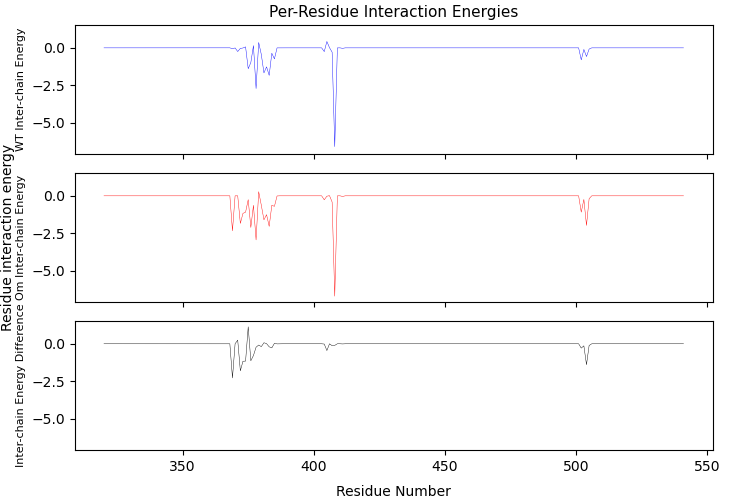 Per-Residue Interaction Energies
WT Inter-chain Energy
0.0
−2.5
−5.0
Residue interaction energy
Om Inter-chain Energy
0.0
−2.5
−5.0
Inter-chain Energy Difference
0.0
−2.5
−5.0
350
400
450
500
550
Residue Number